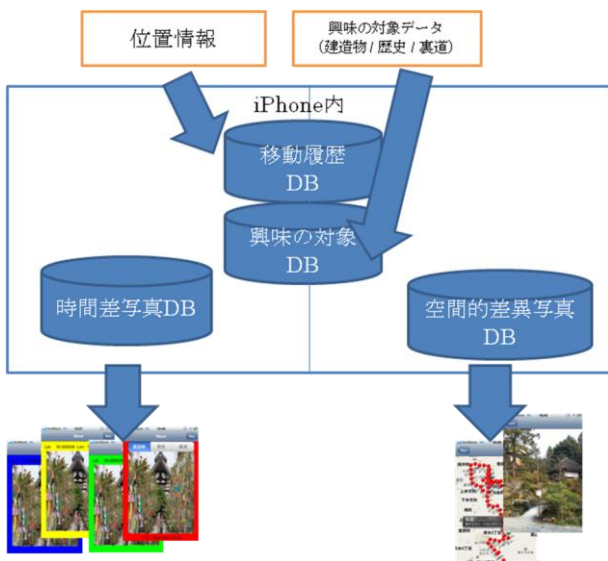 位置情報
興味の対象データ
(建造物 / 歴史 / 裏道)
iPhone内
移動履歴
DB
興味の対象
DB
時間差写真DB
空間的差異写真
DB